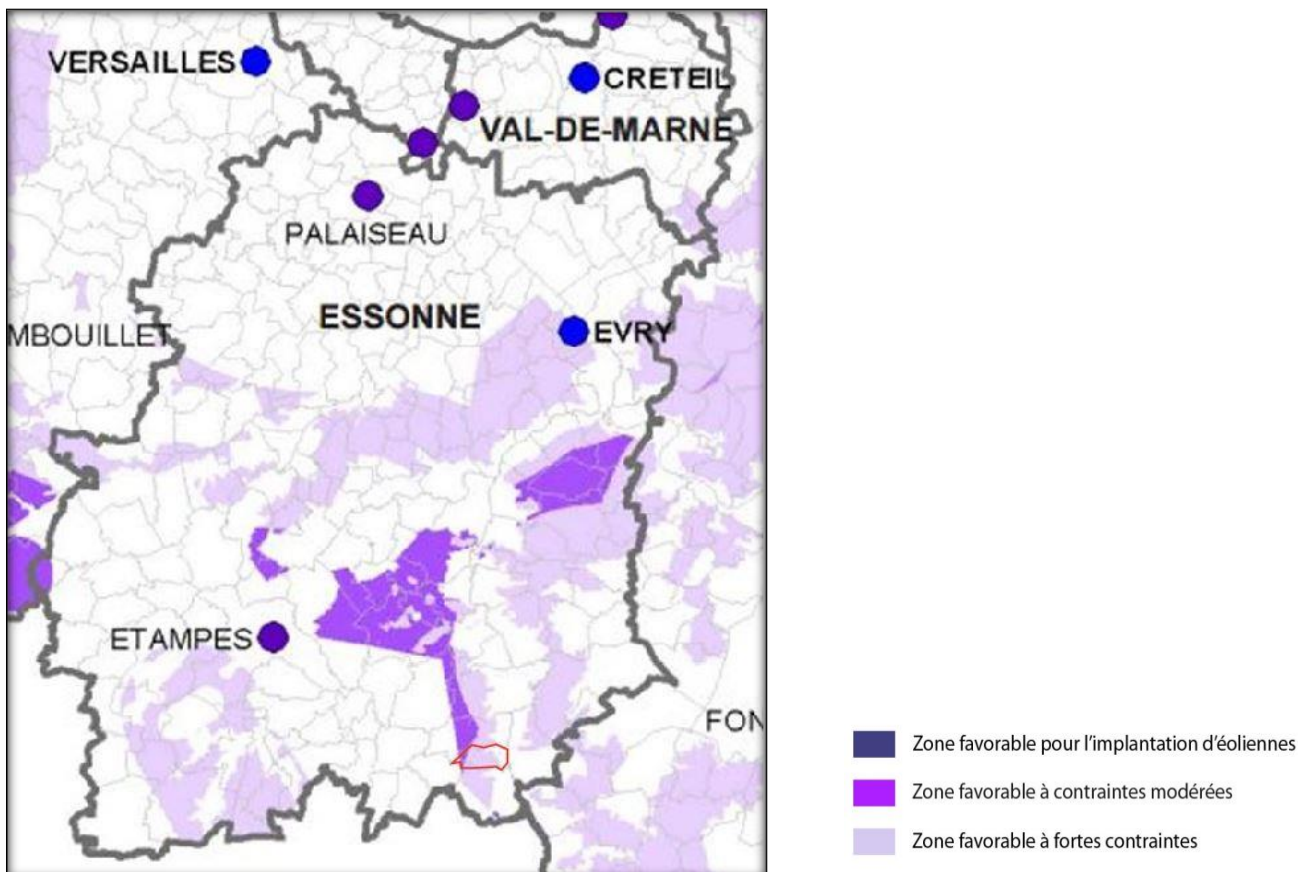 VERSAILLES
CRETEIL
VAL-DE-MARNE
PALAISEAU
ESSONNE
MBOUILLET
EVRY
ETAMPES
FON
Zone favorable pour l'implantation d'éoliennes
Zone favorable à contraintes modérées
Zone favorable à fortes contraintes